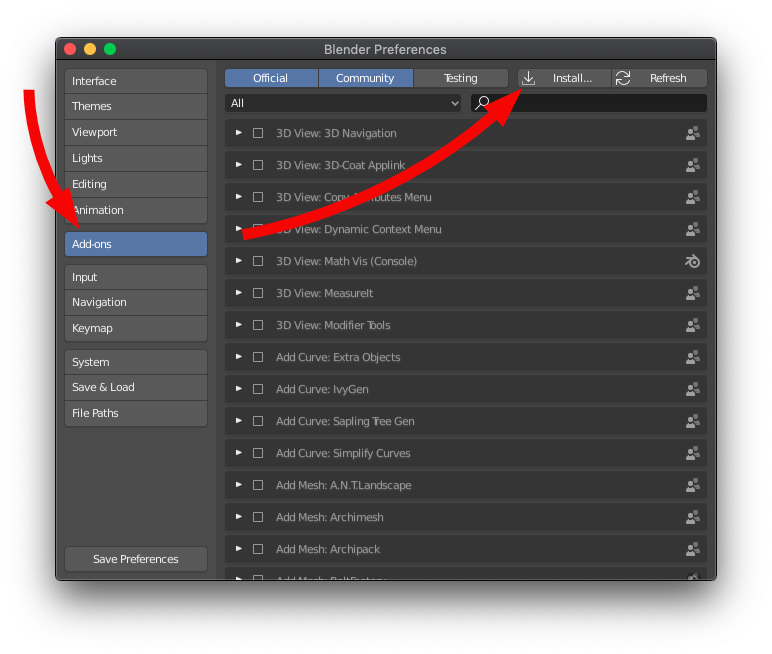 Blender Preferences
Interface
Themes
Viewport
Lights
Editing
Animation
Add-ons
Input
Navigation
Keymap
System
Save & Load
File Paths
Save Preferences
Official Community Testing Install... Refresh
All
3D View: 3D Navigation
3D View: 3D-Coat Applink
3D View: Copy Attributes Menu
3D View: Dynamic Context Menu
3D View: Math Vis (Console)
3D View: MeasureIt
3D View: Modifier Tools
Add Curve: Extra Objects
Add Curve: IvyGen
Add Curve: Sapling Tree Gen
Add Curve: Simplify Curves
Add Mesh: A.N.T.Landscape
Add Mesh: Archimesh
Add Mesh: Archipack
Add Mesh: BoltFactory